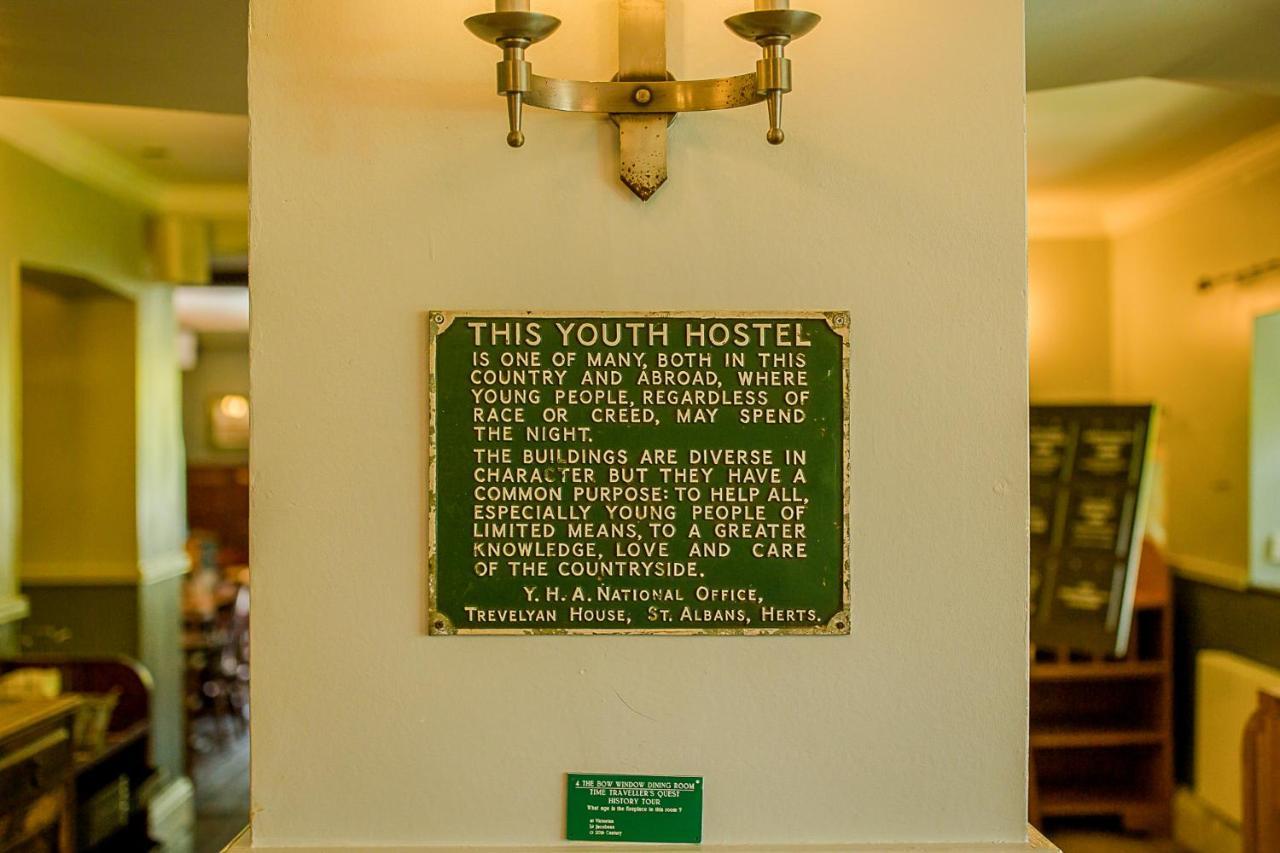 THIS YOUTH HOSTEL
IS ONE OF MANY, BOTH IN THIS
COUNTRY AND ABROAD, WHERE
YOUNG PEOPLE, REGARDLESS OF
RACE OR CREED, MAY SPEND
THE NIGHT.
THE BUILDINGS ARE DIVERSE IN
CHARACTER BUT THEY HAVE A
COMMON PURPOSE: TO HELP ALL,
ESPECIALLY YOUNG PEOPLE OF
LIMITED MEANS, TO A GREATER
KNOWLEDGE, LOVE AND CARE
OF THE COUNTRYSIDE.
Y. H. A. NATIONAL OFFICE,
TREVELYAN HOUSE, ST. ALBANS, HERTS.
4 THE BOW WINDOW DINING ROOM
TIME TRAVELLER'S QUEST
HISTORY TOUR
What age is the fireplace in this room ?
a) Victorian
b) Jacobean
c) 20th Century